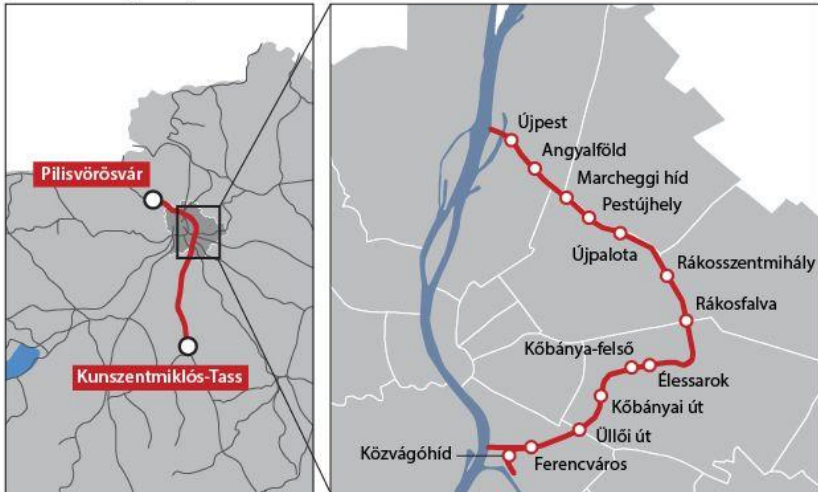 Pilisvörösvár
Kunszentmiklós-Tass
Újpest
Angyalföld
Marcheggi híd
Pestújhely
Újpalota
Rákosszentmihály
Rákosfalva
Kőbánya-felső
Élessarok
Kőbányai út
Üllői út
Közvágóhíd
Ferencváros